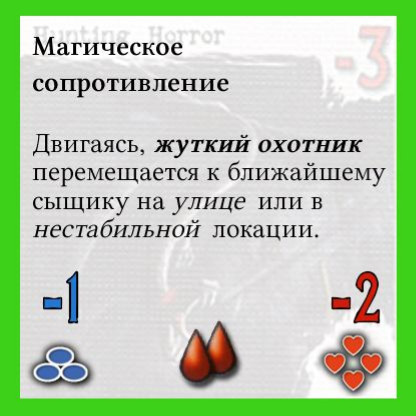 Hunting Horror
-3
Магическое
сопротивление
Двигаясь, жуткий охотник
перемещается к ближайшему
сыщику на улице или в
нестабильной локации.
-1
-2